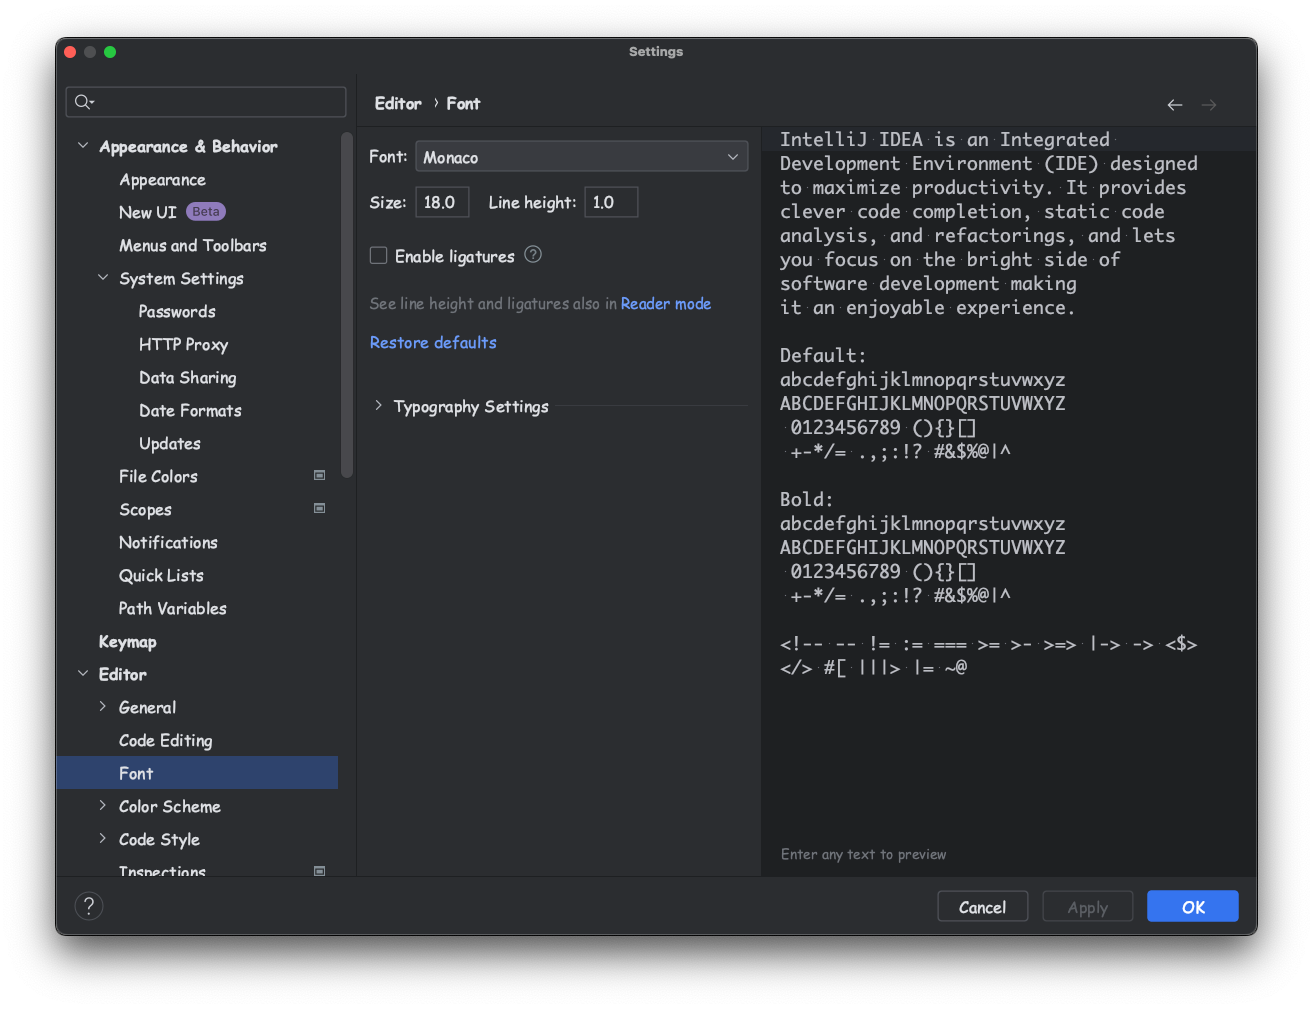 Settings
Appearance & Behavior
Appearance
New UI Beta
Menus and Toolbars
System Settings
Passwords
HTTP Proxy
Data Sharing
Date Formats
Updates
File Colors
Scopes
Notifications
Quick Lists
Path Variables
Keymap
Editor
General
Code Editing
Font
Color Scheme
Code Style
Inspections
Editor › Font
Font: Monaco
Size: 18.0 Line height: 1.0
Enable ligatures ?
See line height and ligatures also in Reader mode
Restore defaults
Typography Settings
IntelliJ IDEA is an Integrated
Development Environment (IDE) designed
to maximize productivity. It provides
clever code completion, static code
analysis, and refactorings, and lets
you focus on the bright side of
software development making
it an enjoyable experience.
Default:
abcdefghijklmnopqrstuvwxyz
ABCDEFGHIJKLMNOPQRSTUVWXYZ
0123456789 (){}[]
+-*/= .,;:!? #&$%@|^
Bold:
abcdefghijklmnopqrstuvwxyz
ABCDEFGHIJKLMNOPQRSTUVWXYZ
0123456789 (){}[]
+-*/= .,;:!? #&$%@|^
<!-- -- != := === >= >- >=> |-> -> <$>
</> #[ |||> |= ~@
Enter any text to preview
?
Cancel
Apply
OK